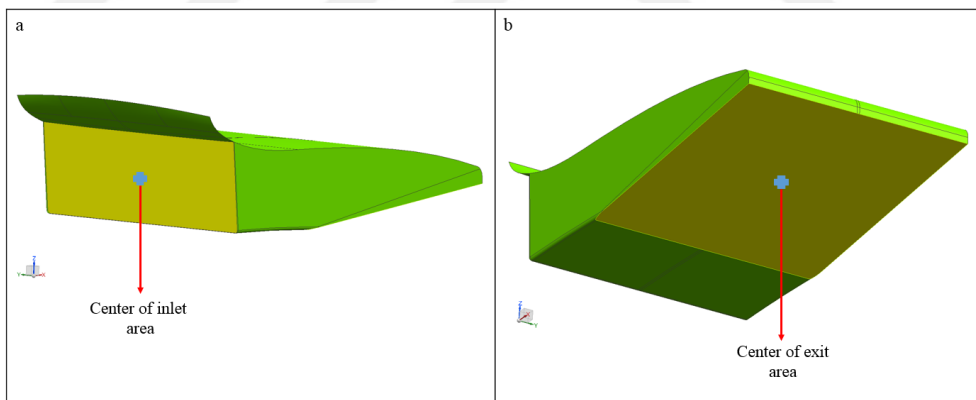 a
Z
Y
X
Center of inlet
area
b
Z
X
Y
Center of exit
area